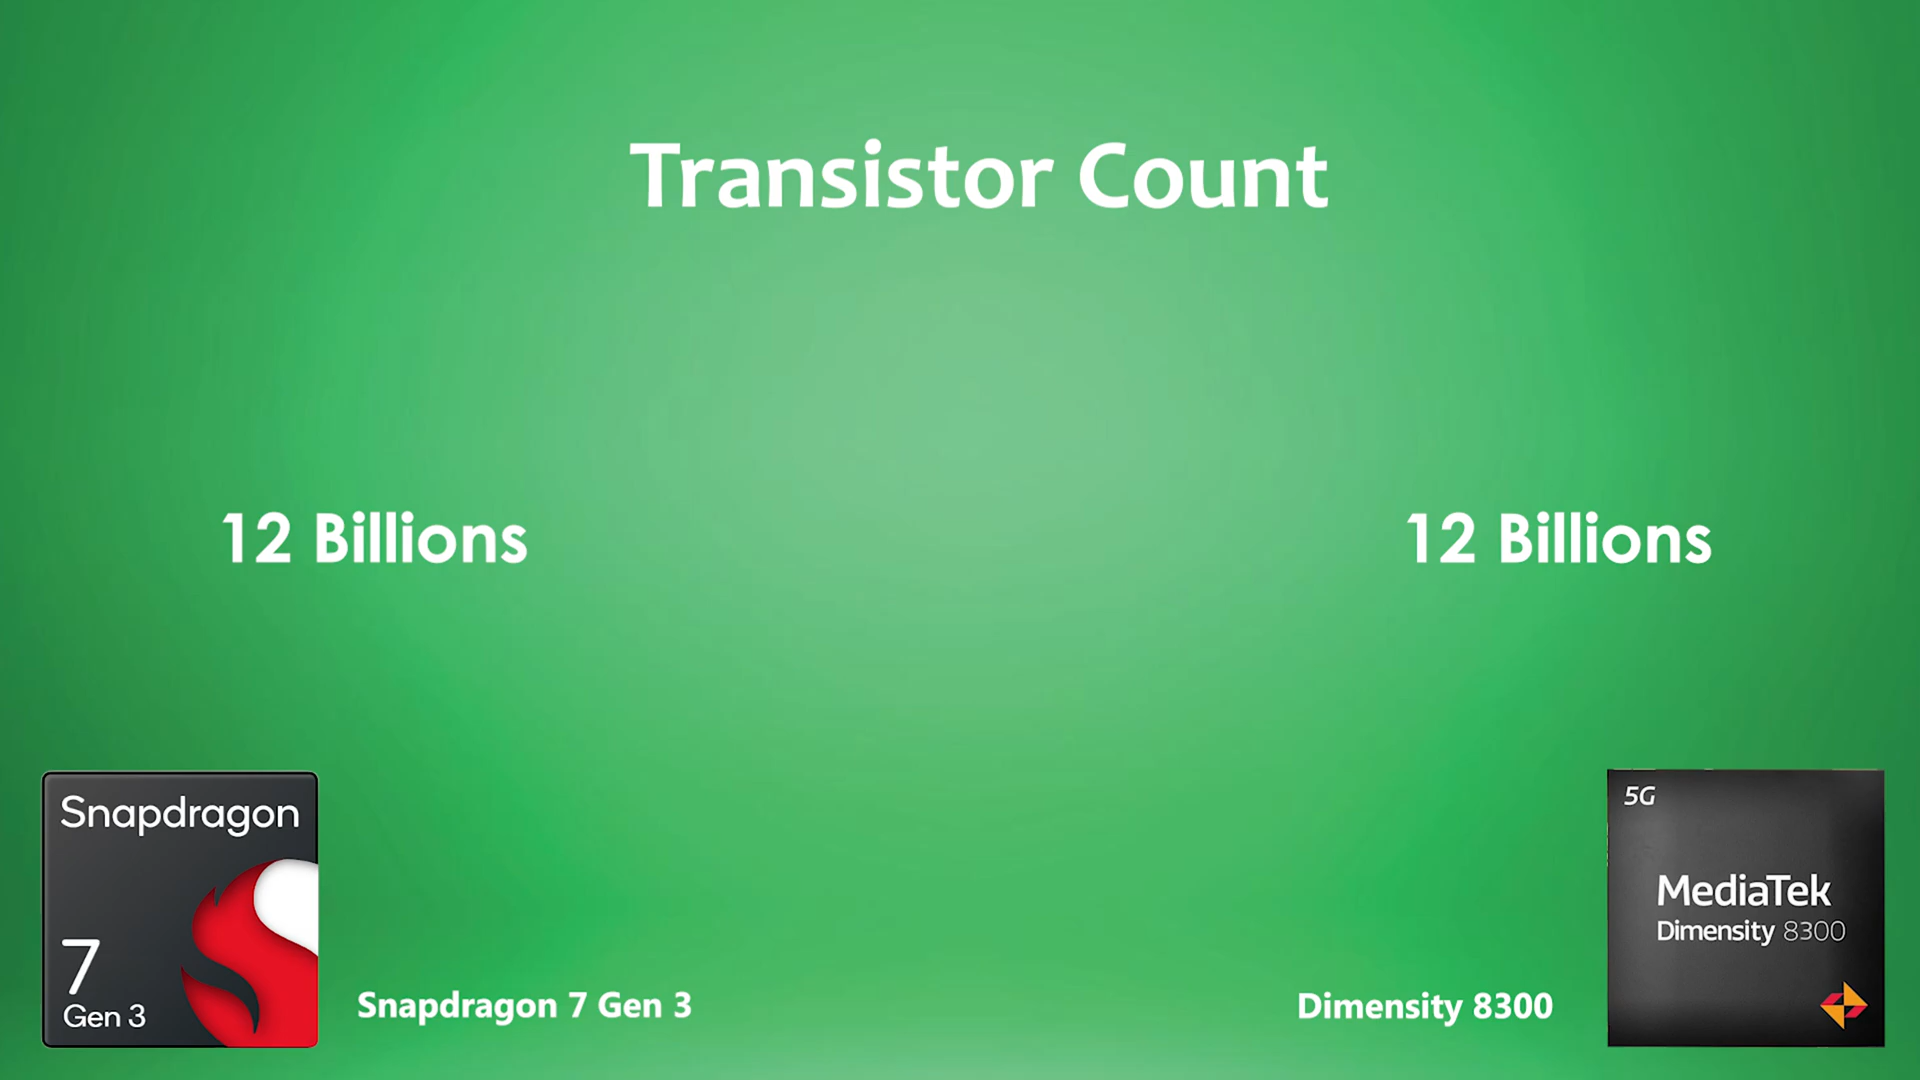 Transistor Count
12 Billions
12 Billions
Snapdragon
7
Gen 3
Snapdragon 7 Gen 3
Dimensity 8300
5G
MediaTek
Dimensity 8300